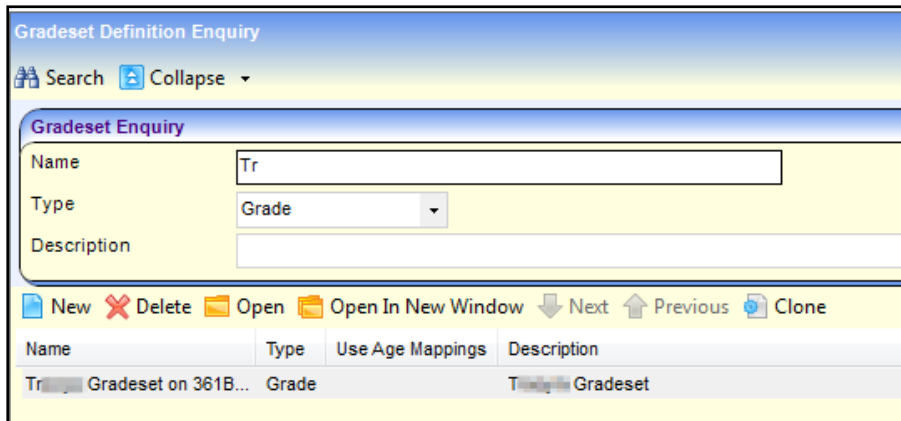 Gradeset Definition Enquiry
Search Collapse
Gradeset Enquiry
Name Tr
Type Grade
Description
New Delete Open Open In New Window Next Previous Clone
Name Type Use Age Mappings Description
Gradeset on 361B... Grade Gradeset